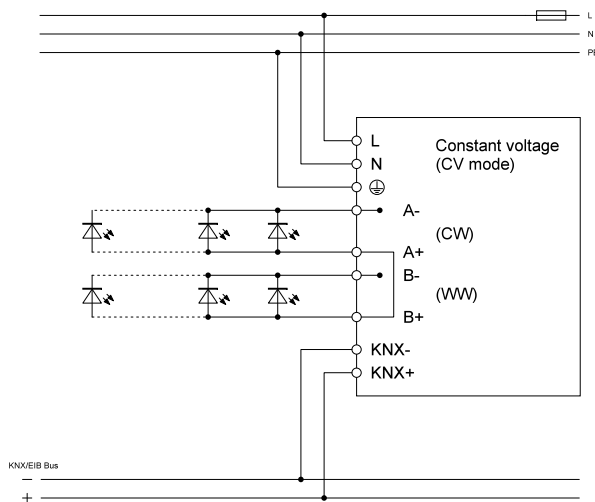 L
N
PE
L
Constant voltage
(CV mode)
N
A-
(CW)
A+
B-
(WW)
B+
KNX-
KNX+
KNX/EIB Bus
−
+